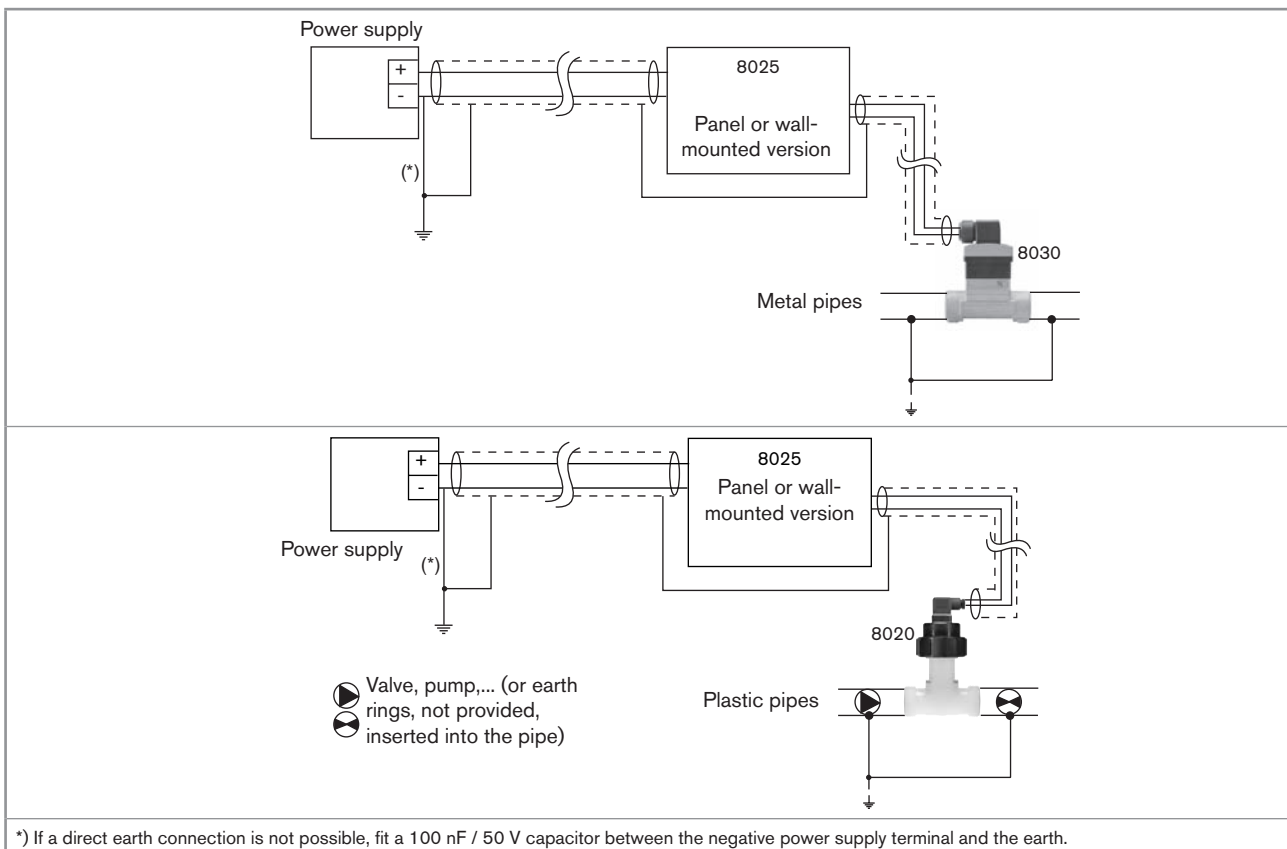 Power supply
+
-
(*)
8025
Panel or wall-
mounted version
8030
Metal pipes
+
-
Power supply
(*)
8025
Panel or wall-
mounted version
8020
Valve, pump,... (or earth
rings, not provided,
inserted into the pipe)
Plastic pipes
*) If a direct earth connection is not possible, fit a 100 nF / 50 V capacitor between the negative power supply terminal and the earth.